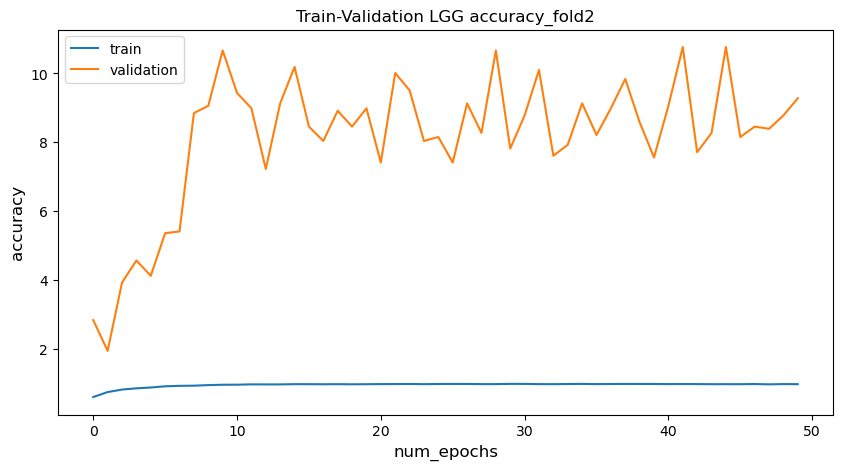 Train-Validation LGG accuracy_fold2
train
validation
accuracy
10
8
6
4
2
0
10
20
30
40
50
num_epochs